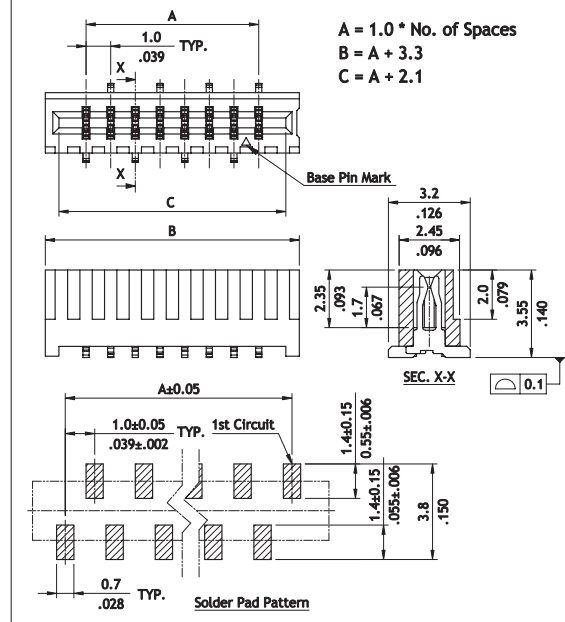 A
A = 1.0 * No. of Spaces
B = A + 3.3
C = A + 2.1
1.0
.039
TYP.
X
X
Base Pin Mark
C
B
3.2
.126
2.45
.096
2.35
.093
1.7
.067
2.0
.079
3.55
.140
SEC. X-X
0.1
A±0.05
1.0±0.05
.039±.002
TYP.
1st Circuit
1.4±0.15
0.55±.006
1.4±0.15
.055±.006
3.8
.150
0.7
.028
TYP.
Solder Pad Pattern